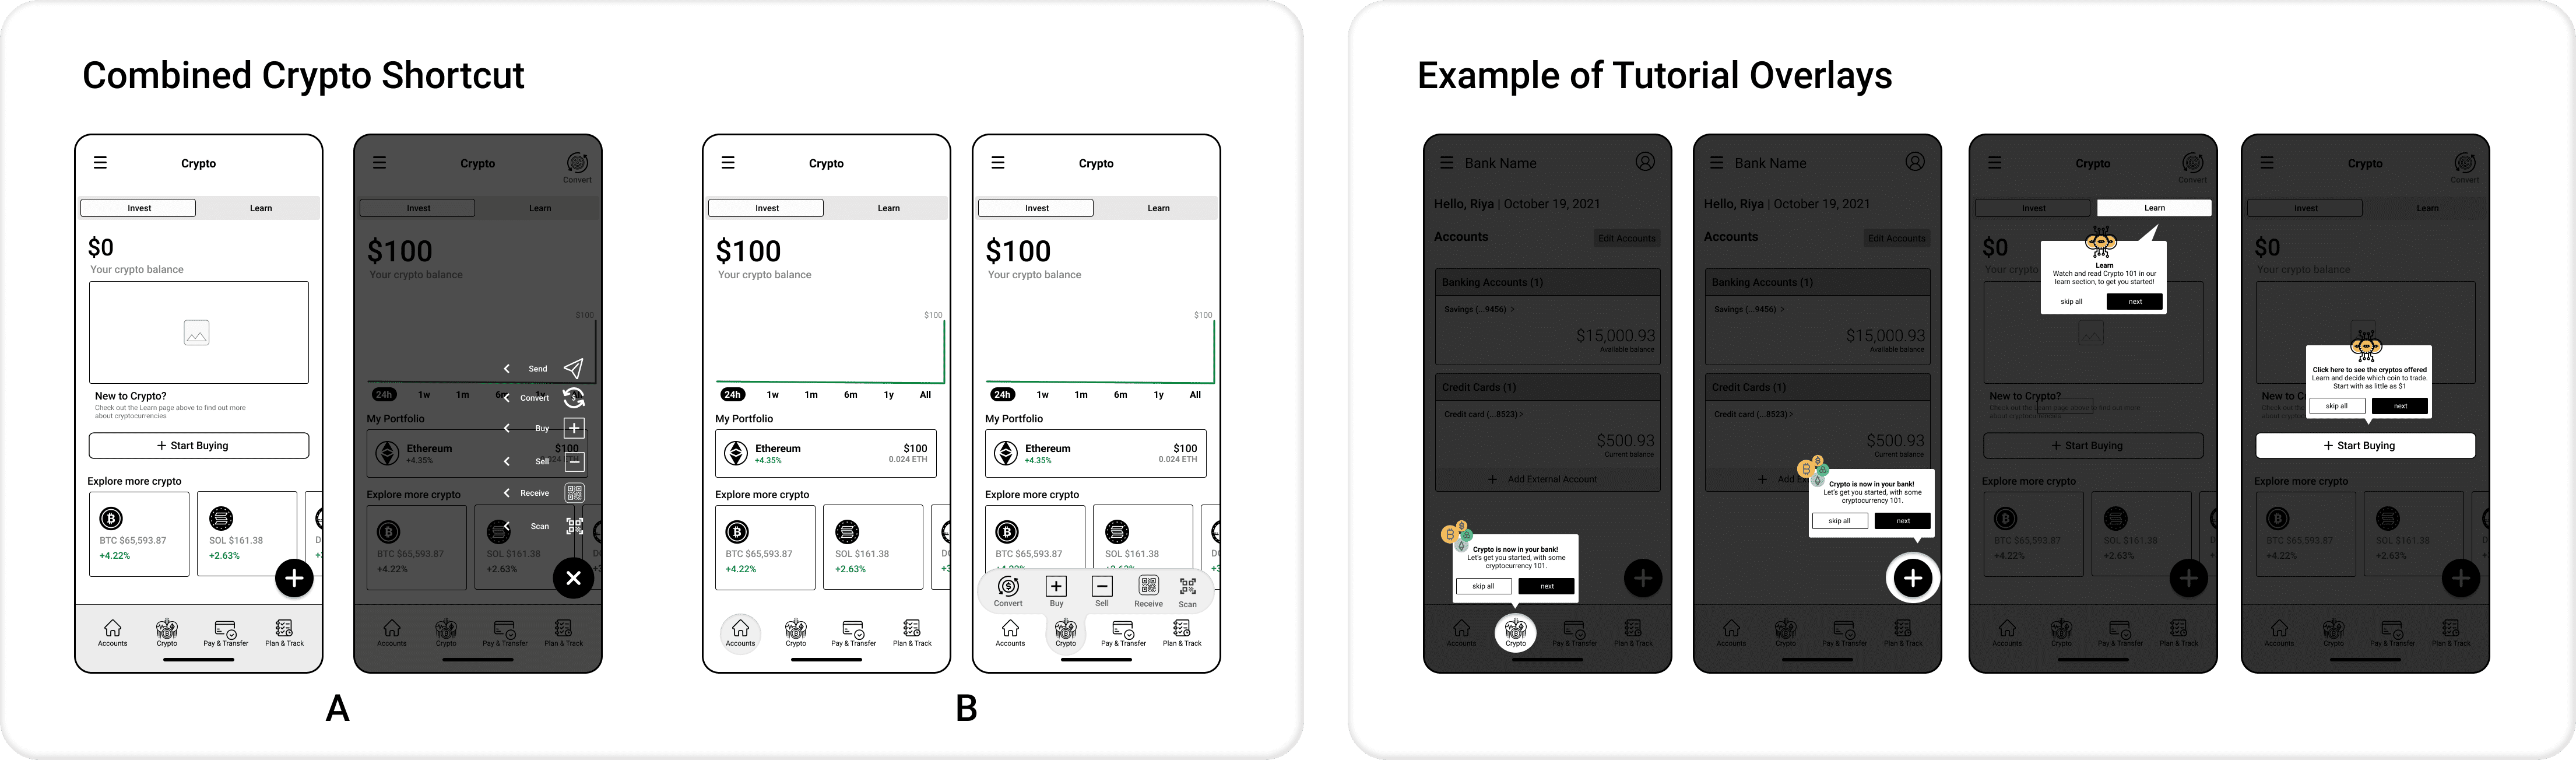 Combined Crypto Shortcut
Crypto
Invest
Learn
$0
Your crypto balance
New to Crypto?
Check out the Learn page above to find out more
about cryptocurrencies
+ Start Buying
Explore more crypto
BTC $65,593.87
+4.22%
SOL $161.38
+2.63%
Accounts
Crypto
Pay & Transfer
Plan & Track
Crypto
Convert
Invest
Learn
$100
Your crypto balance
$100
24h
1w
1m
6m
1y
All
Send
Convert
Buy
Sell
Receive
Scan
My Portfolio
Ethereum
+4.35%
$100
0.024 ETH
Explore more crypto
BTC $65,593.87
+4.22%
SOL $161.38
+2.63%
Accounts
Crypto
Pay & Transfer
Plan & Track
A
Crypto
Invest
Learn
$100
Your crypto balance
$100
24h
1w
1m
6m
1y
All
My Portfolio
Ethereum
+4.35%
$100
0.024 ETH
Explore more crypto
BTC $65,593.87
+4.22%
SOL $161.38
+2.63%
Accounts
Crypto
Pay & Transfer
Plan & Track
Crypto
Invest
Learn
$100
Your crypto balance
$100
24h
1w
1m
6m
1y
All
My Portfolio
Ethereum
+4.35%
$100
0.024 ETH
Explore more crypto
BTC $65,593.87
SOL $161.38
Convert
Buy
Sell
Receive
Scan
Accounts
Crypto
Pay & Transfer
Plan & Track
B
Example of Tutorial Overlays
Bank Name
Hello, Riya | October 19, 2021
Accounts
Edit Accounts
Banking Accounts (1)
Savings (...9456) >
$15,000.93
Available balance
Credit Cards (1)
Credit card (...8523) >
$500.93
Current balance
+ Add External Account
Crypto is now in your bank!
Let's get you started, with some
cryptocurrency 101.
skip all
next
Accounts
Crypto
Pay & Transfer
Plan & Track
Bank Name
Hello, Riya | October 19, 2021
Accounts
Edit Accounts
Banking Accounts (1)
Savings (...9456) >
$15,000.93
Available balance
Credit Cards (1)
Credit card (...8523) >
$500.93
Current balance
Crypto is now in your bank!
Let's get you started, with some
cryptocurrency 101.
skip all
next
Accounts
Crypto
Pay & Transfer
Plan & Track
Crypto
Convert
Invest
Learn
$0
Your crypto
Learn
Watch and read Crypto 101 in our
learn section, to get you started!
skip all
next
New to Crypto?
Check out the Learn page above to find out more
about cryptocurrencies
+ Start Buying
Explore more crypto
BTC $65,593.87
+4.22%
SOL $161.38
+2.63%
Accounts
Crypto
Pay & Transfer
Plan & Track
Crypto
Convert
Invest
Learn
$0
Your crypto balance
Click here to see the cryptos offered
Learn and decide which coin to trade.
Start with as little as $1
skip all
next
+ Start Buying
Explore more crypto
BTC $65,593.87
+4.22%
SOL $161.38
+2.63%
Accounts
Crypto
Pay & Transfer
Plan & Track